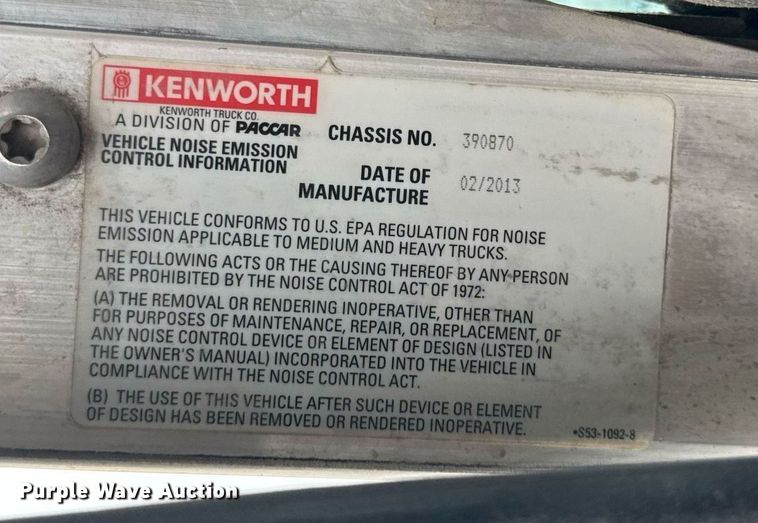 KENWORTH
KENWORTH TRUCK CO.
A DIVISION OF PACCAR
VEHICLE NOISE EMISSION
CONTROL INFORMATION
CHASSIS NO. 390870
DATE OF
MANUFACTURE 02/2013
THIS VEHICLE CONFORMS TO U.S. EPA REGULATION FOR NOISE
EMISSION APPLICABLE TO MEDIUM AND HEAVY TRUCKS.
THE FOLLOWING ACTS OR THE CAUSING THEREOF BY ANY PERSON
ARE PROHIBITED BY THE NOISE CONTROL ACT OF 1972:
(A) THE REMOVAL OR RENDERING INOPERATIVE, OTHER THAN
FOR PURPOSES OF MAINTENANCE, REPAIR, OR REPLACEMENT, OF
ANY NOISE CONTROL DEVICE OR ELEMENT OF DESIGN (LISTED IN
THE OWNER'S MANUAL) INCORPORATED INTO THE VEHICLE IN
COMPLIANCE WITH THE NOISE CONTROL ACT.
(B) THE USE OF THIS VEHICLE AFTER SUCH DEVICE OR ELEMENT
OF DESIGN HAS BEEN REMOVED OR RENDERED INOPERATIVE.
*S53-1092-8
Purple Wave Auction